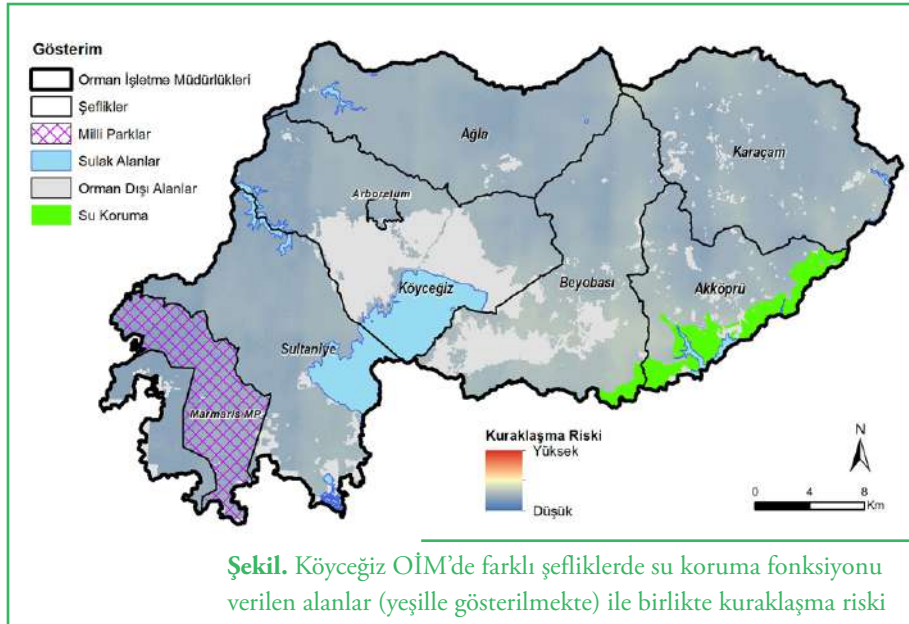 Gösterim
Orman İşletme Müdürlükleri
Şeflikler
Milli Parklar
Sulak Alanlar
Orman Dışı Alanlar
Su Koruma
Ağla
Karaçam
Arboretum
Köyceğiz
Beyobası
Akköprü
Sultaniye
Marmaris MP
Kuraklaşma Riski
Yüksek
Düşük
N
0 4 8
Km
Şekil. Köyceğiz OİM’de farklı şefliklerde su koruma fonksiyonu
verilen alanlar (yeşille gösterilmekte) ile birlikte kuraklaşma riski